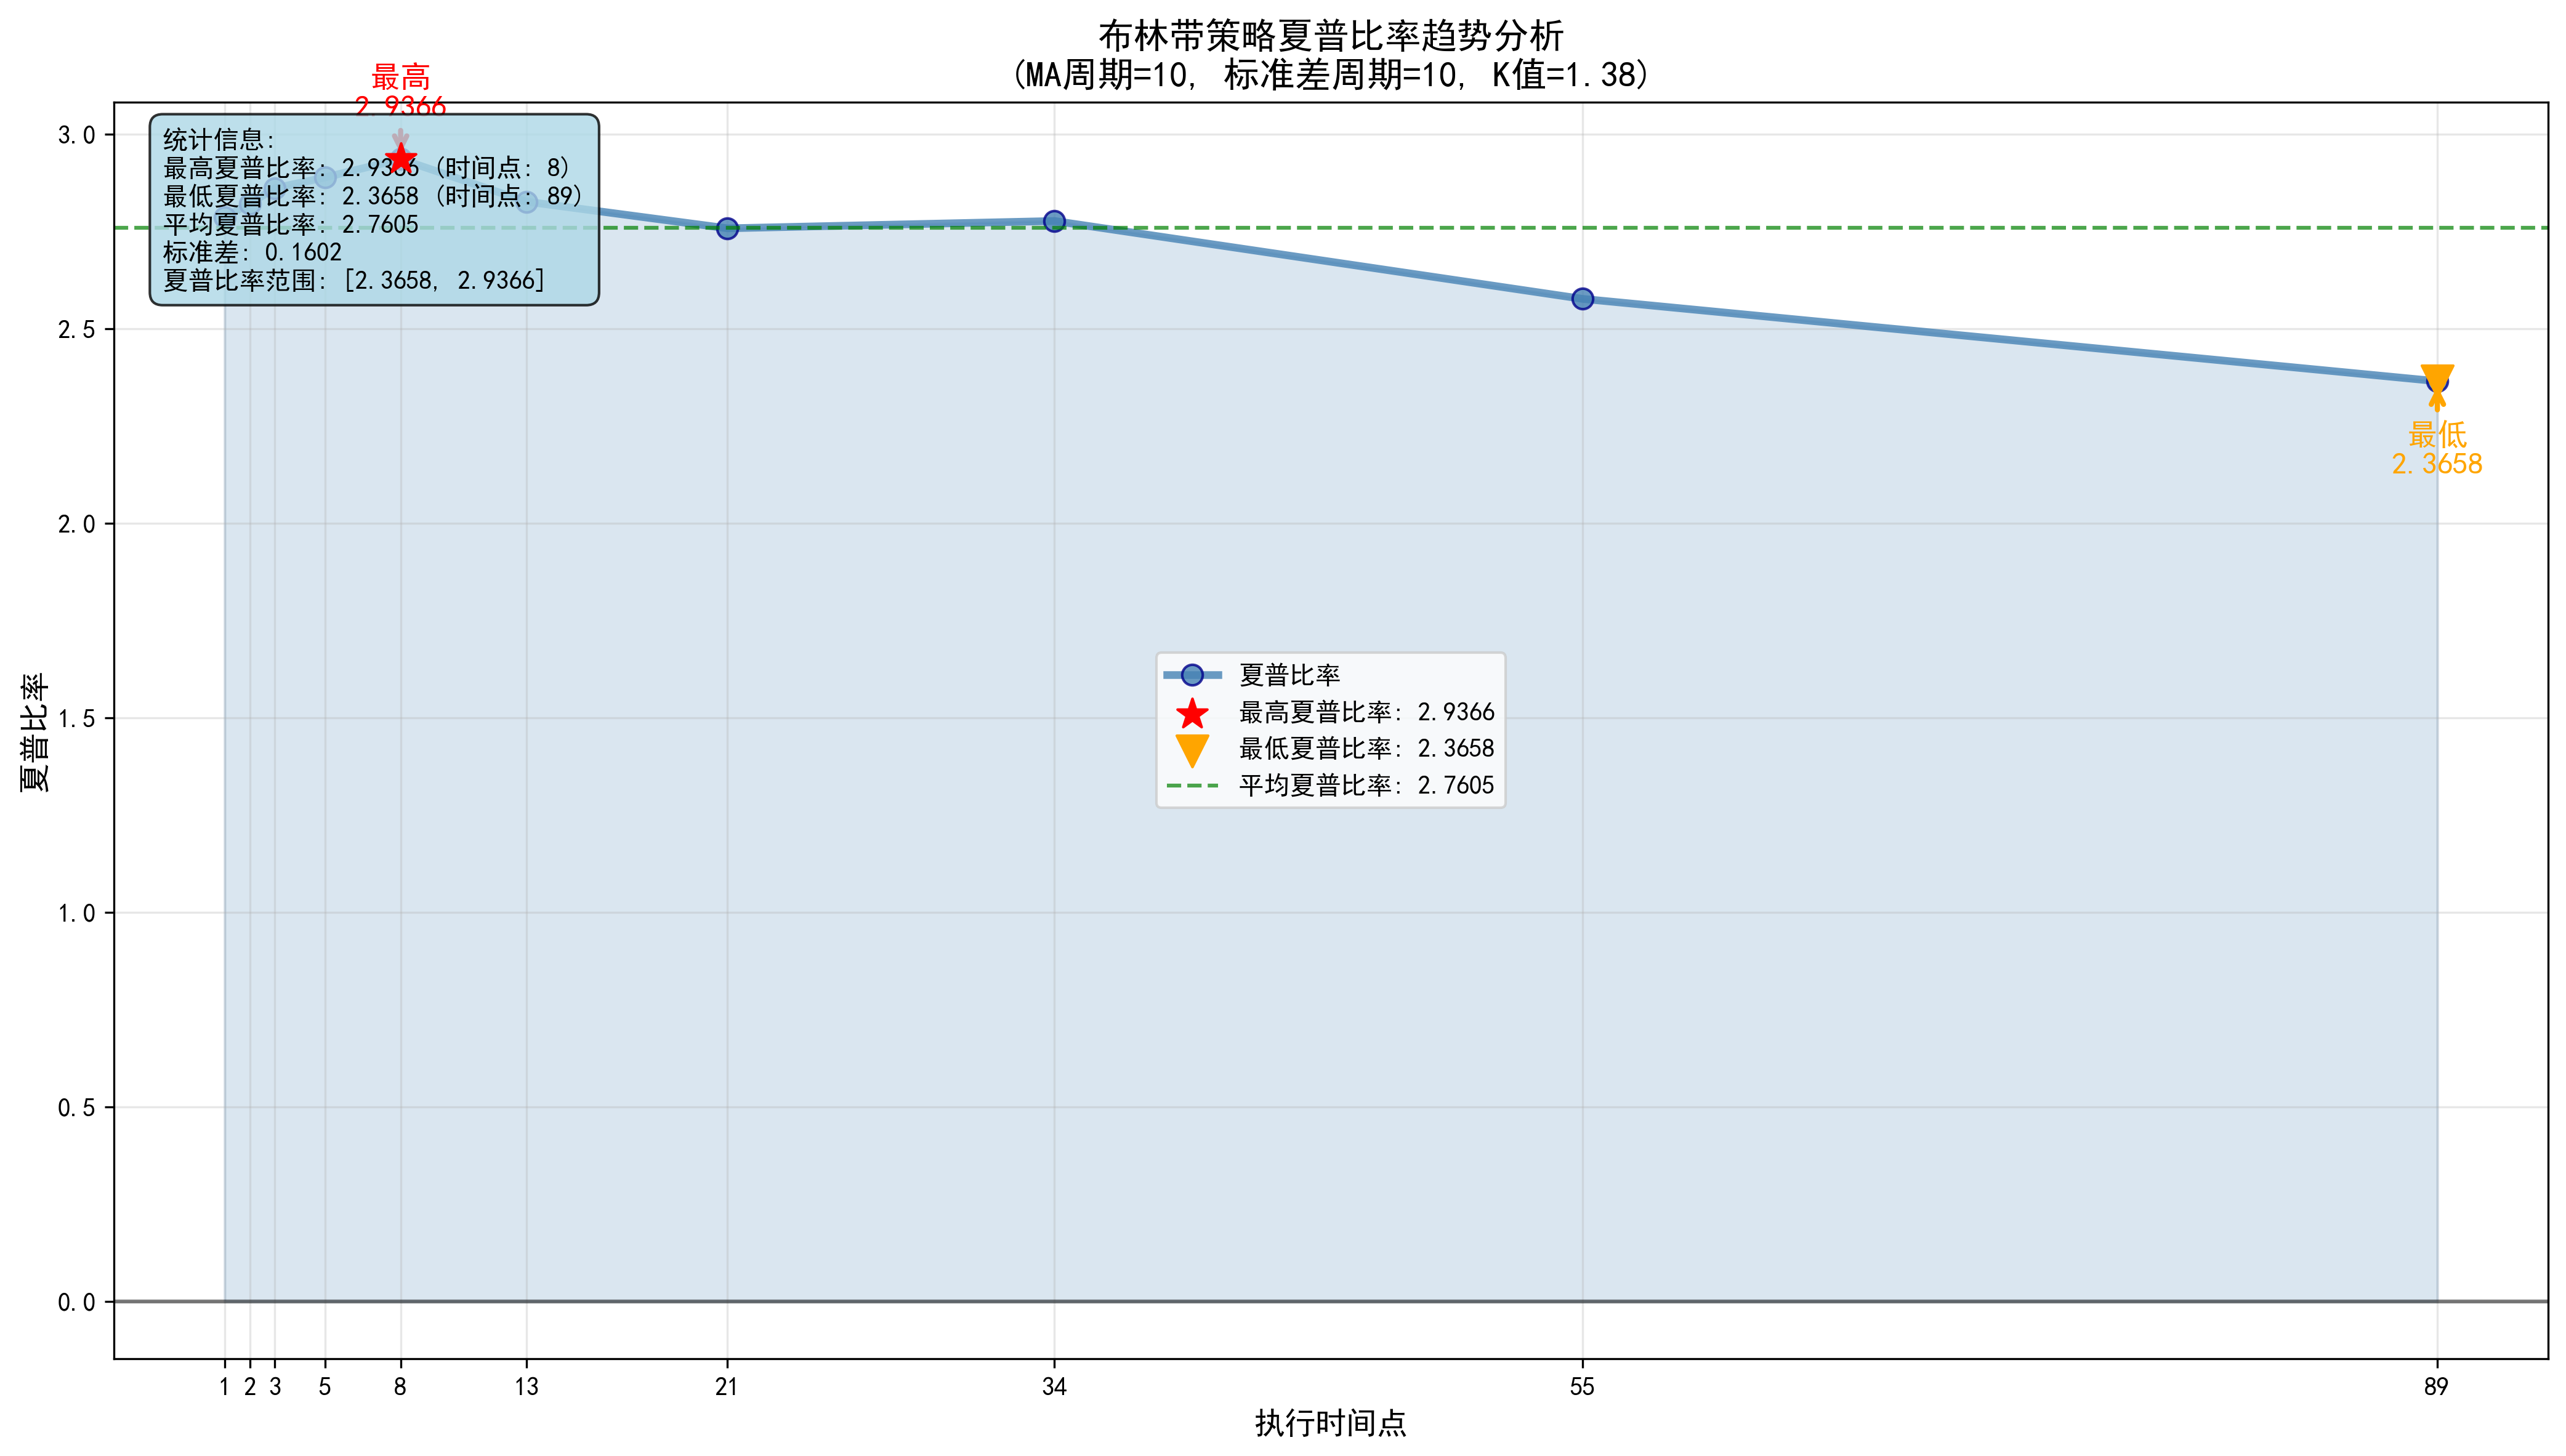 布林带策略夏普比率趋势分析
(MA周期=10, 标准差周期=10, K值=1.38)
最高
2.9366
统计信息:
最高夏普比率: 2.9366 (时间点: 8)
最低夏普比率: 2.3658 (时间点: 89)
平均夏普比率: 2.7605
标准差: 0.1602
夏普比率范围: [2.3658, 2.9366]
最低
2.3658
夏普比率
最高夏普比率: 2.9366
最低夏普比率: 2.3658
平均夏普比率: 2.7605
夏普比率
3.0
2.5
2.0
1.5
1.0
0.5
0.0
1 2 3 5 8 13 21 34 55 89
执行时间点